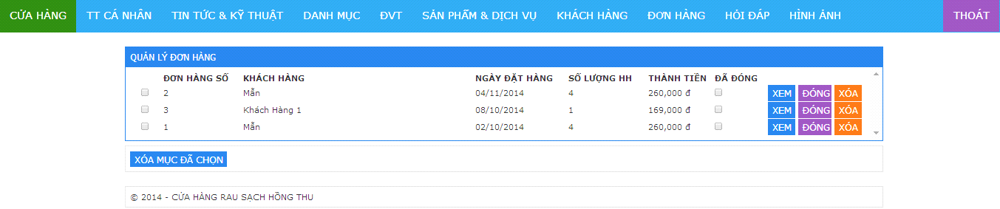 CỬA HÀNG TT CÁ NHÂN TIN TỨC & KỸ THUẬT DANH MỤC ĐVT SẢN PHẨM & DỊCH VỤ KHÁCH HÀNG ĐƠN HÀNG HỎI ĐÁP HÌNH ẢNH THOÁT
QUẢN LÝ ĐƠN HÀNG
ĐƠN HÀNG SỐ KHÁCH HÀNG NGÀY ĐẶT HÀNG SỐ LƯỢNG HH THÀNH TIỀN ĐÃ ĐÓNG
2 Mẫn 04/11/2014 4 260,000 đ XEM ĐÓNG XÓA
3 Khách Hàng 1 08/10/2014 1 169,000 đ XEM ĐÓNG XÓA
1 Mẫn 02/10/2014 4 260,000 đ XEM ĐÓNG XÓA
XÓA MỤC ĐÃ CHỌN
© 2014 - CỬA HÀNG RAU SẠCH HỒNG THU